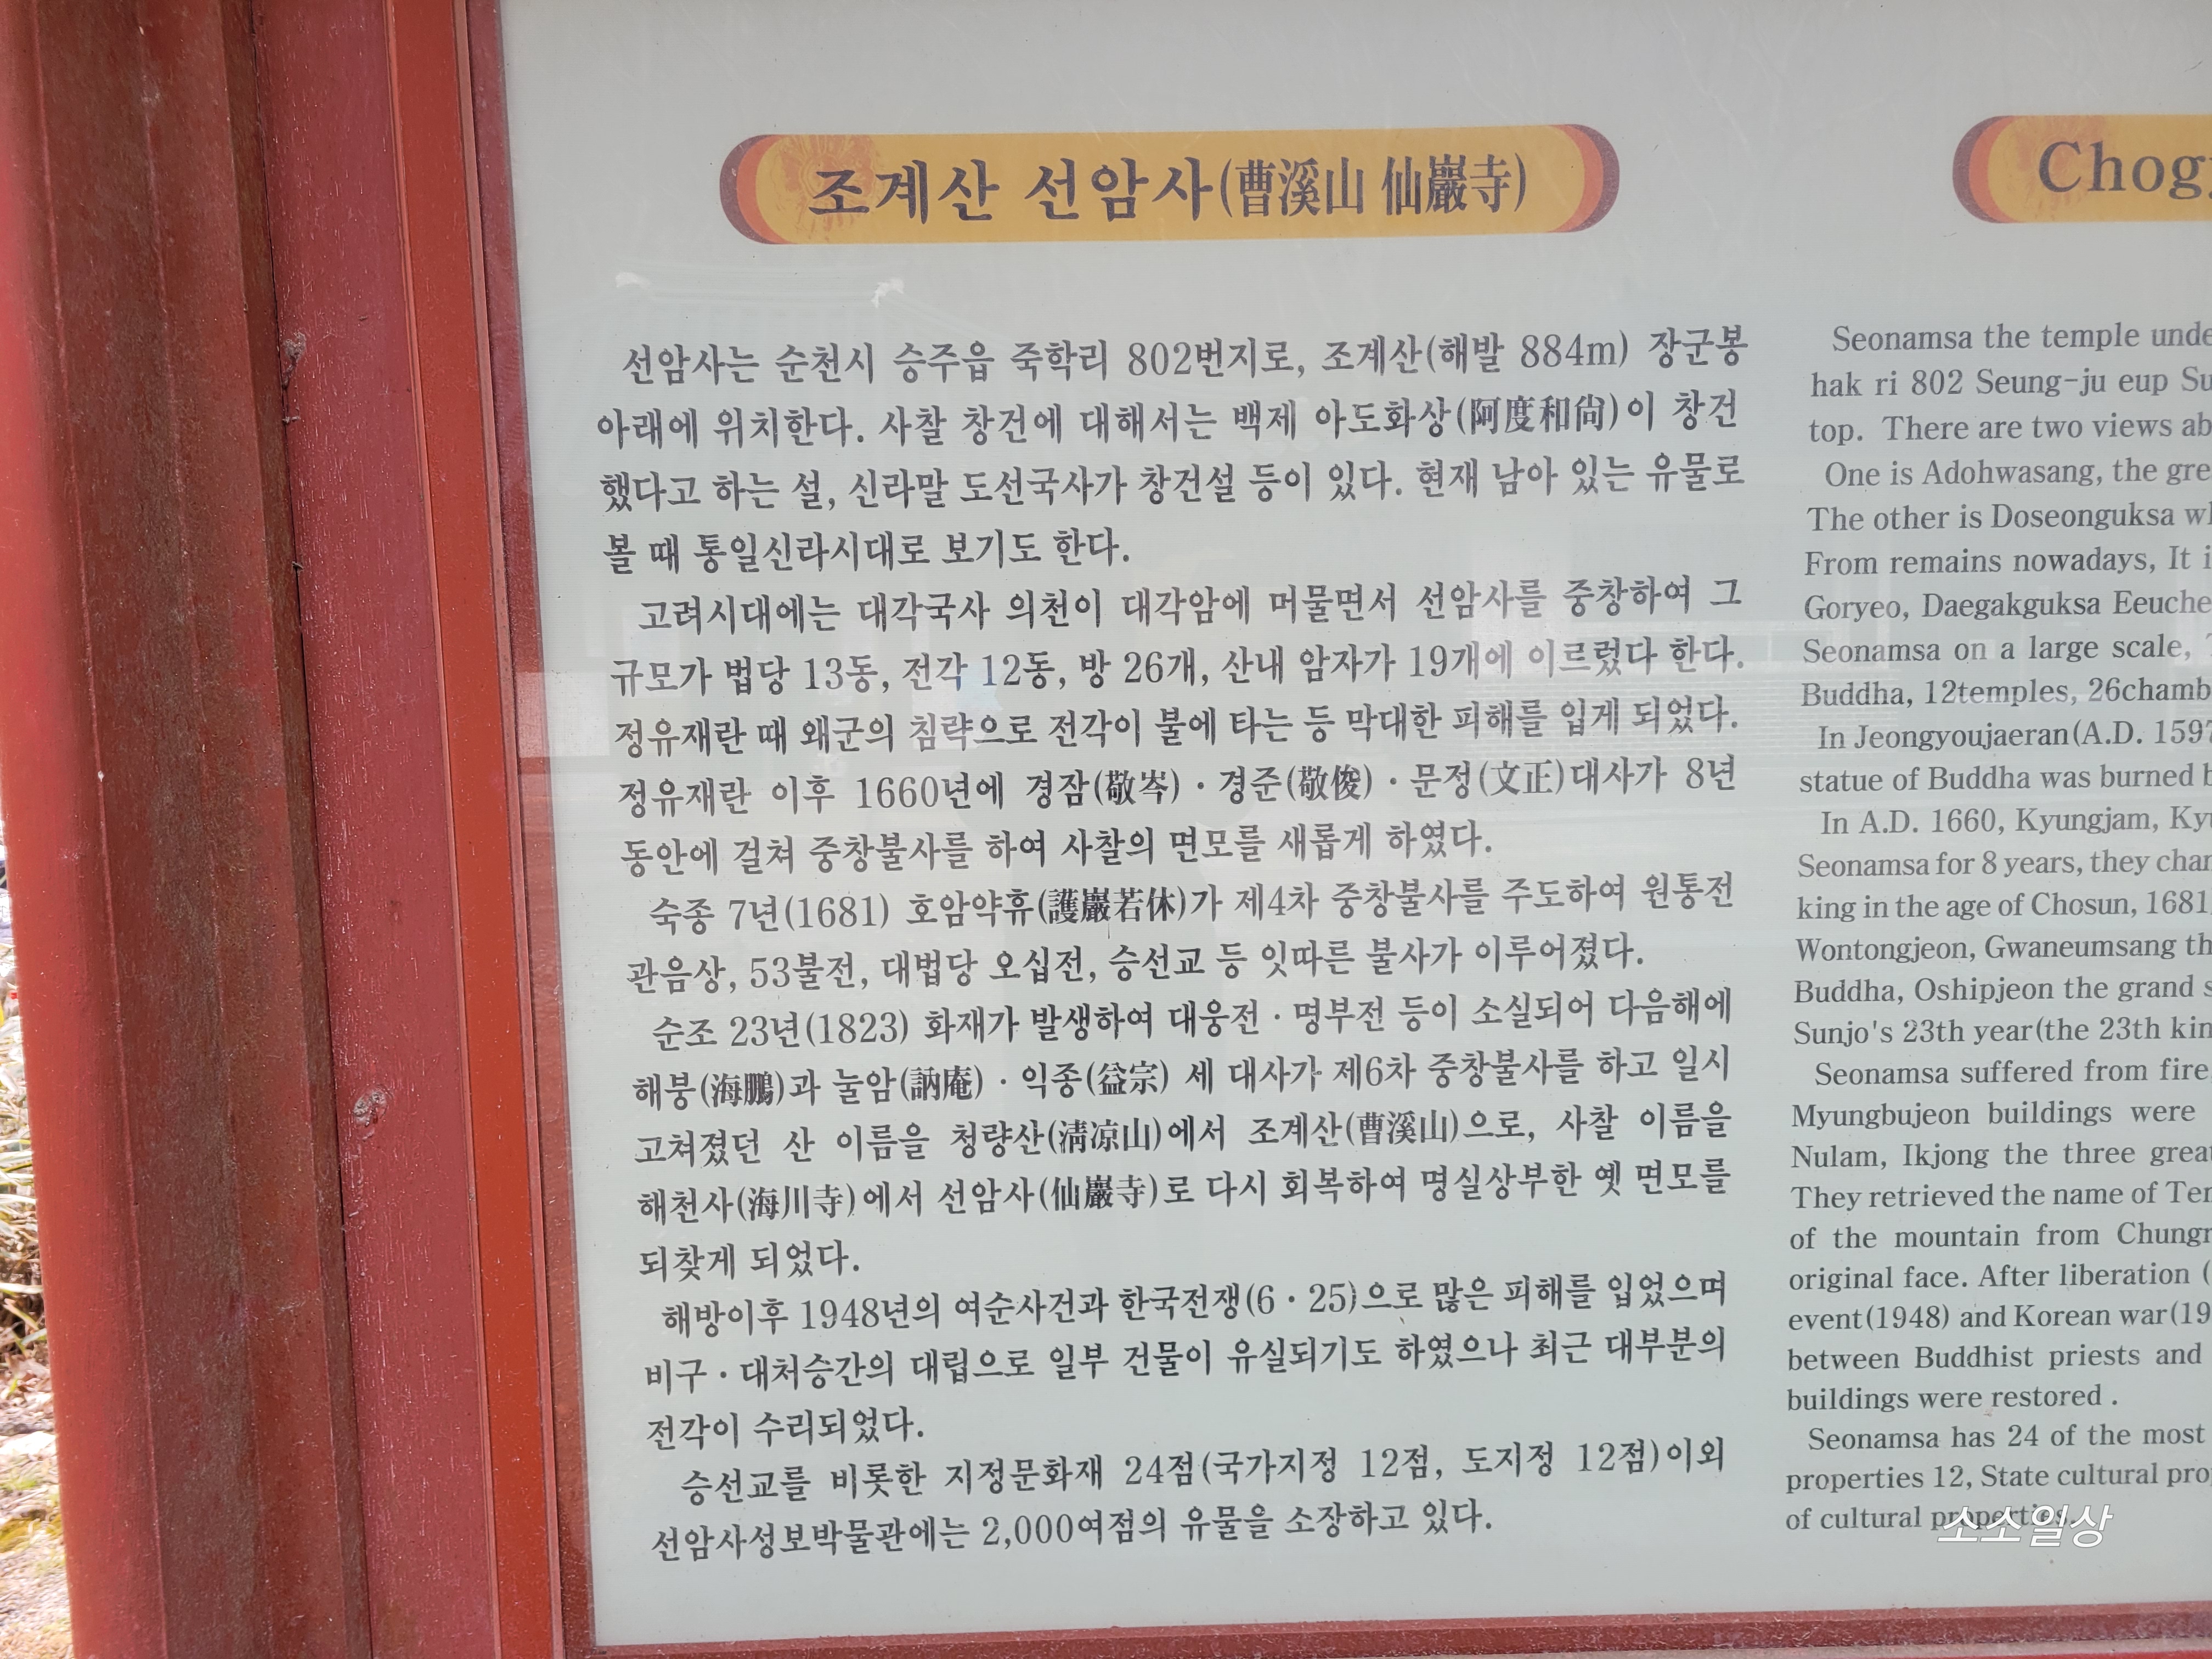 조계산 선암사(曹溪山 仙巖寺)
선암사는 순천시 승주읍 죽학리 802번지로, 조계산(해발 884m) 장군봉
아래에 위치한다. 사찰 창건에 대해서는 백제 아도화상(阿度和尙)이 창건
했다고 하는 설, 신라말 도선국사가 창건설 등이 있다. 현재 남아 있는 유물로
볼 때 통일신라시대로 보기도 한다.
고려시대에는 대각국사 의천이 대각암에 머물면서 선암사를 중창하여 그
규모가 법당 13동, 전각 12동, 방 26개, 산내 암자가 19개에 이르렀다 한다.
정유재란 때 왜군의 침략으로 전각이 불에 타는 등 막대한 피해를 입게 되었다.
정유재란 이후 1660년에 경잠(敬岑)·경준(敬俊)·문정(文正)대사가 8년
동안에 걸쳐 중창불사를 하여 사찰의 면모를 새롭게 하였다.
숙종 7년(1681) 호암약휴(護巖若休)가 제4차 중창불사를 주도하여 원통전
관음상, 53불전, 대법당 오십전, 승선교 등 잇따른 불사가 이루어졌다.
순조 23년(1823) 화재가 발생하여 대웅전·명부전 등이 소실되어 다음해에
해붕(海鵬)과 눌암(訥庵)·익종(益宗) 세 대사가 제6차 중창불사를 하고 일시
고쳐졌던 산 이름을 청량산(淸凉山)에서 조계산(曹溪山)으로, 사찰 이름을
해천사(海川寺)에서 선암사(仙巖寺)로 다시 회복하여 명실상부한 옛 면모를
되찾게 되었다.
해방이후 1948년의 여순사건과 한국전쟁(6·25)으로 많은 피해를 입었으며
비구·대처승간의 대립으로 일부 건물이 유실되기도 하였으나 최근 대부분의
전각이 수리되었다.
승선교를 비롯한 지정문화재 24점(국가지정 12점, 도지정 12점)이외
선암사성보박물관에는 2,000여점의 유물을 소장하고 있다.
Chog
Seonamsa the temple unde
hak ri 802 Seung-ju eup Su
top. There are two views ab
One is Adohwasang, the gre
The other is Doseonguksa wh
From remains nowadays, It i
Goryeo, Daegakguksa Eeuche
Seonamsa on a large scale,
Buddha, 12temples, 26chamb
In Jeongyoujaeran(A.D. 1597
statue of Buddha was burned b
In A.D. 1660, Kyungjam, Kyu
Seonamsa for 8 years, they chan
king in the age of Chosun, 1681
Wontongjeon, Gwaneumsang th
Buddha, Oshipjeon the grand s
Sunjo's 23th year(the 23th kin
Seonamsa suffered from fire
Myungbujeon buildings were
Nulam, Ikjong the three grea
They retrieved the name of Ter
of the mountain from Chungr
original face. After liberation (
event(1948) and Korean war(19
between Buddhist priests and
buildings were restored .
Seonamsa has 24 of the most
properties 12, State cultural pro
of cultural properties.
소소일상